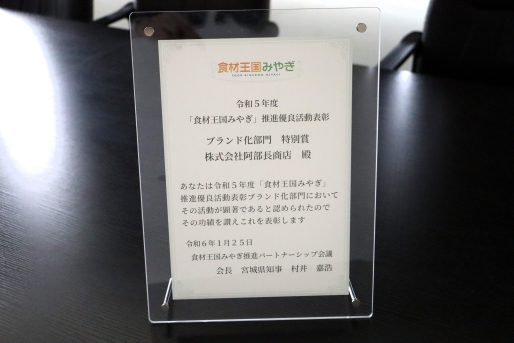 食材王国みやぎ
FOOD KINGDOM MIYAGI
令和５年度
「食材王国みやぎ」推進優良活動表彰
ブランド化部門　特別賞
株式会社阿部長商店　殿
あなたは令和５年度「食材王国みやぎ」
推進優良活動表彰ブランド化部門において
その活動が顕著であると認められたので
その功績を讃えこれを表彰します
令和６年１月２５日
食材王国みやぎ推進パートナーシップ会議
会長　宮城県知事　村井　嘉浩